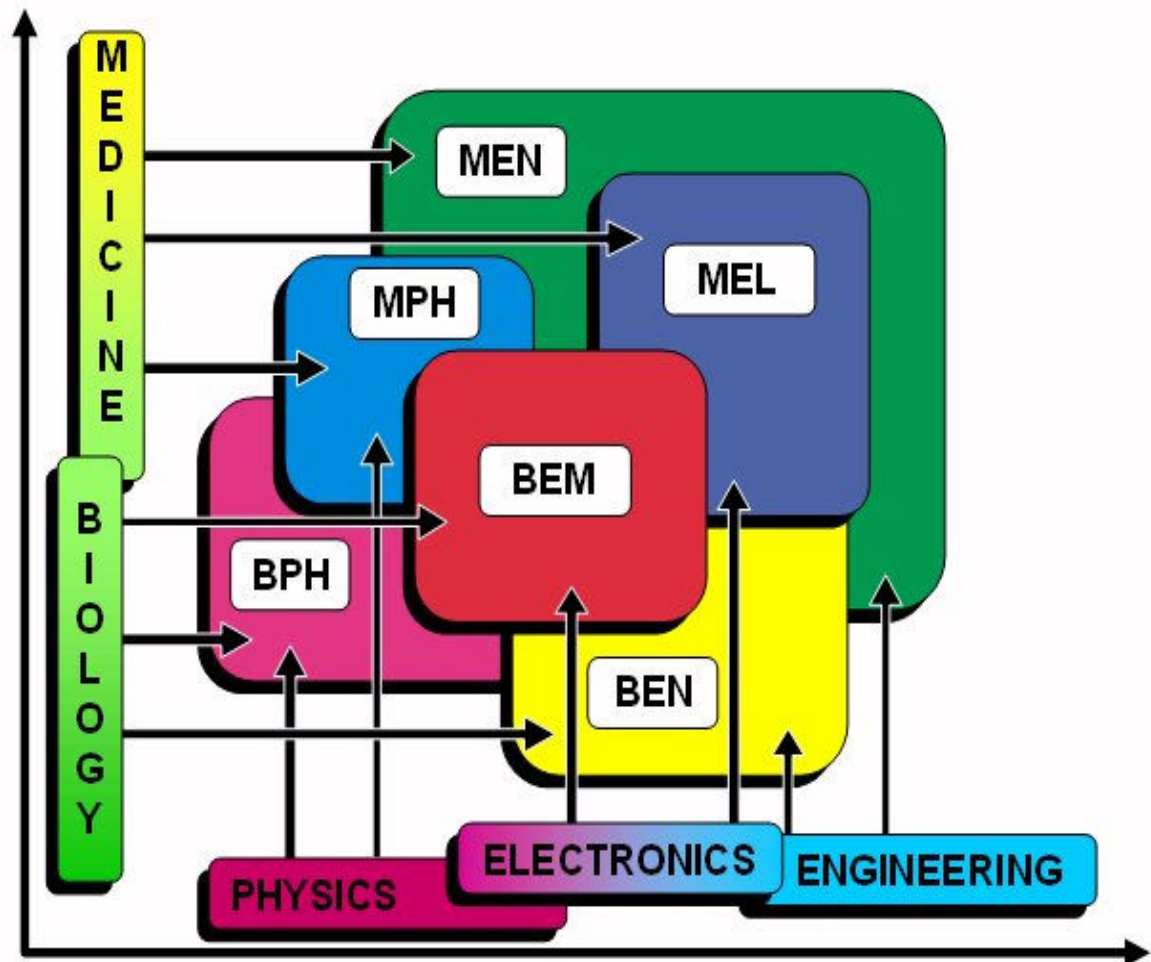 MEDICINE
MEN
MEL
MPH
BEM
BIOLOGY
BPH
BEN
ELECTRONICS
ENGINEERING
PHYSICS